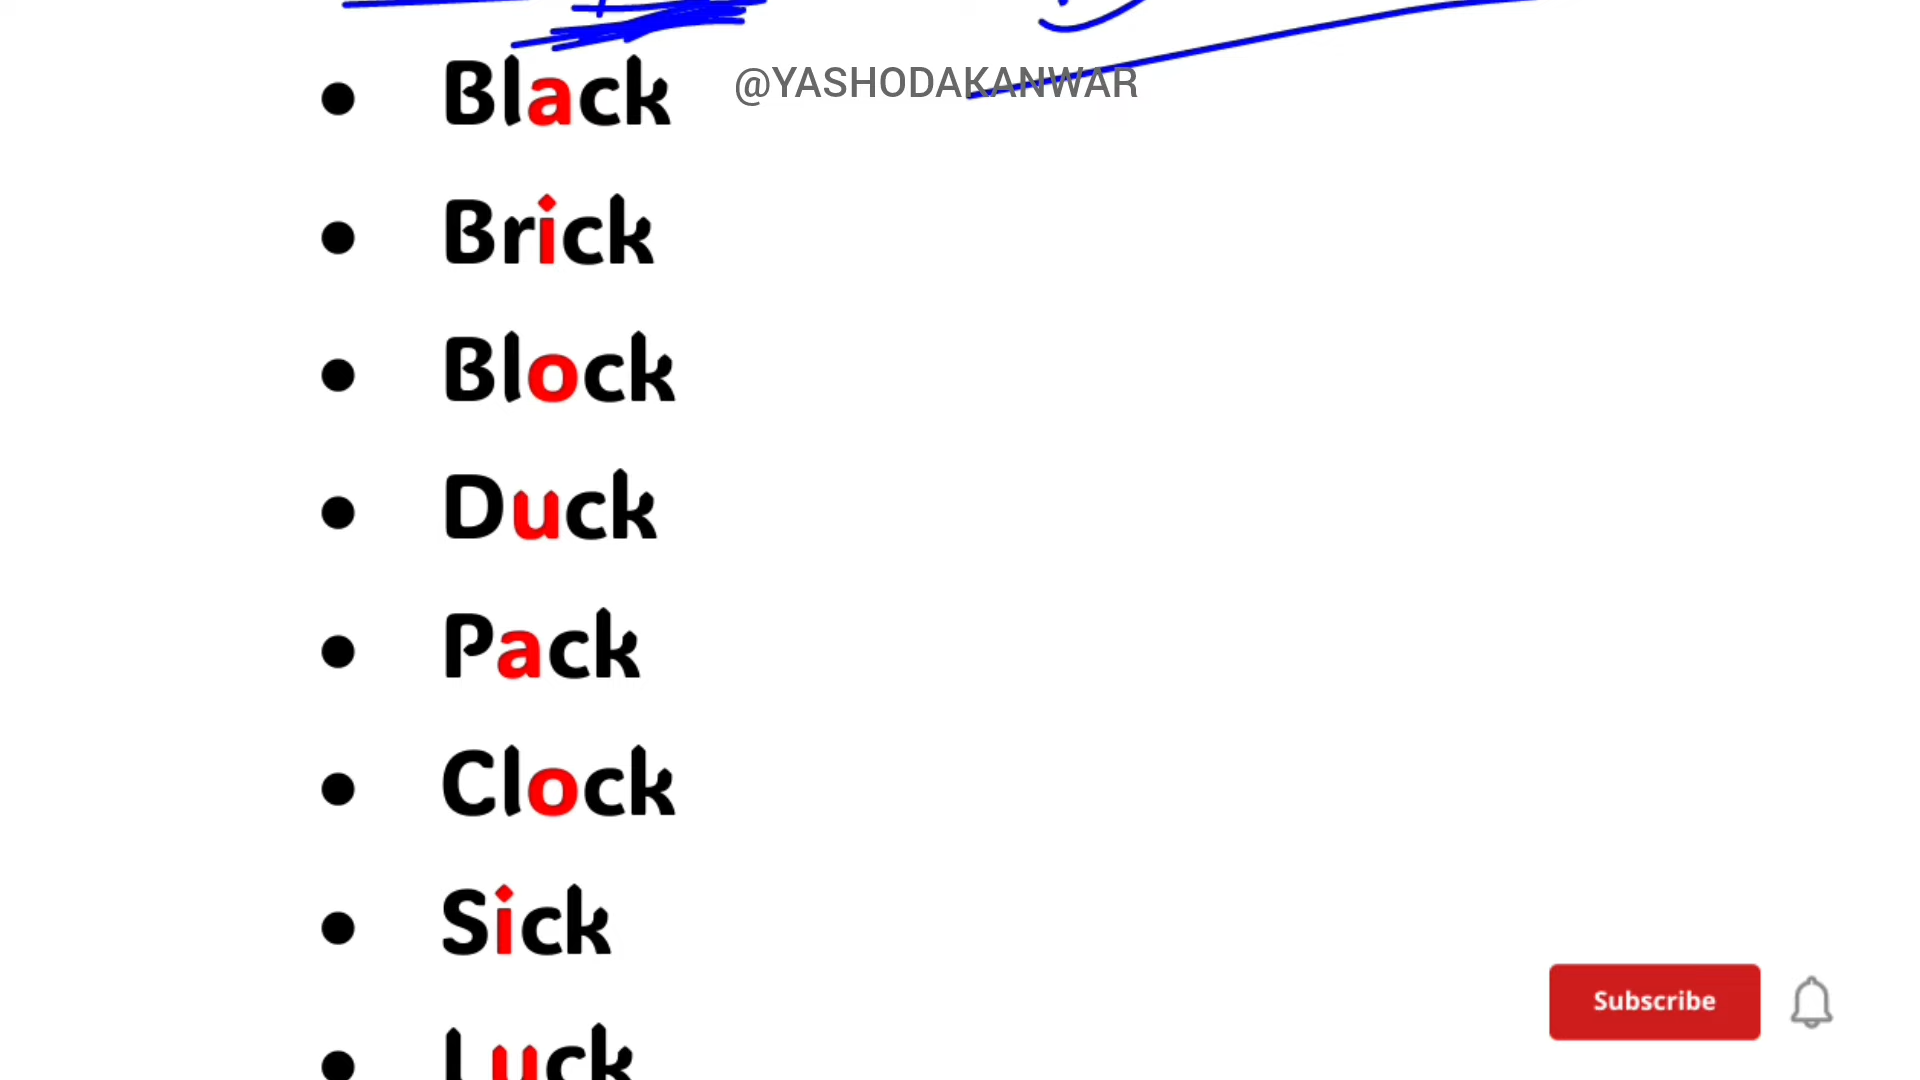 @YASHODAKANWAR
• Black
• Brick
• Block
• Duck
• Pack
• Clock
• Sick
• Luck
Subscribe